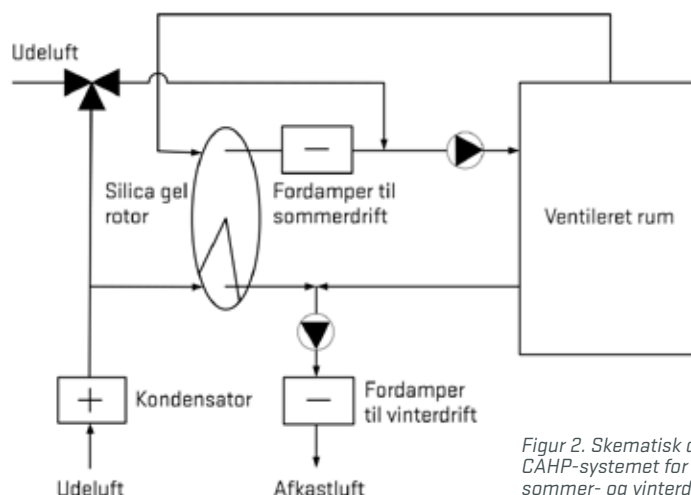 Udeluft
Silica gel
rotor
Fordamper til
sommerdrift
Ventileret rum
Kondensator
Fordamper
til vinterdrift
Udeluft
Afkastluft
Figur 2. Skematisk
CAHP-systemet for
sommer- og